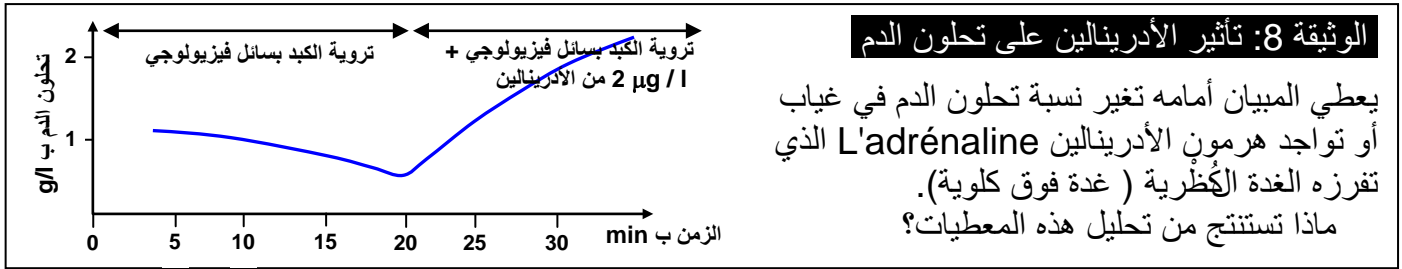 الوثيقة 8: تأثير الأدرينالين على تحلون الدم
يعطي المبيان أمامه تغير نسبة تحلون الدم في غياب
أو تواجد هرمون الأدرينالين L'adrénaline الذي
تفرزه الغدة الكُظْرية ( غدة فوق كلوية).
ماذا تستنتج من تحليل هذه المعطيات؟
تروية الكبد بسائل فيزيولوجي +
2 µg / l من الأدرينالين
تروية الكبد بسائل فيزيولوجي
تحلون الدم ب g/l
2
1
0 5 10 15 20 25 30
الزمن ب min